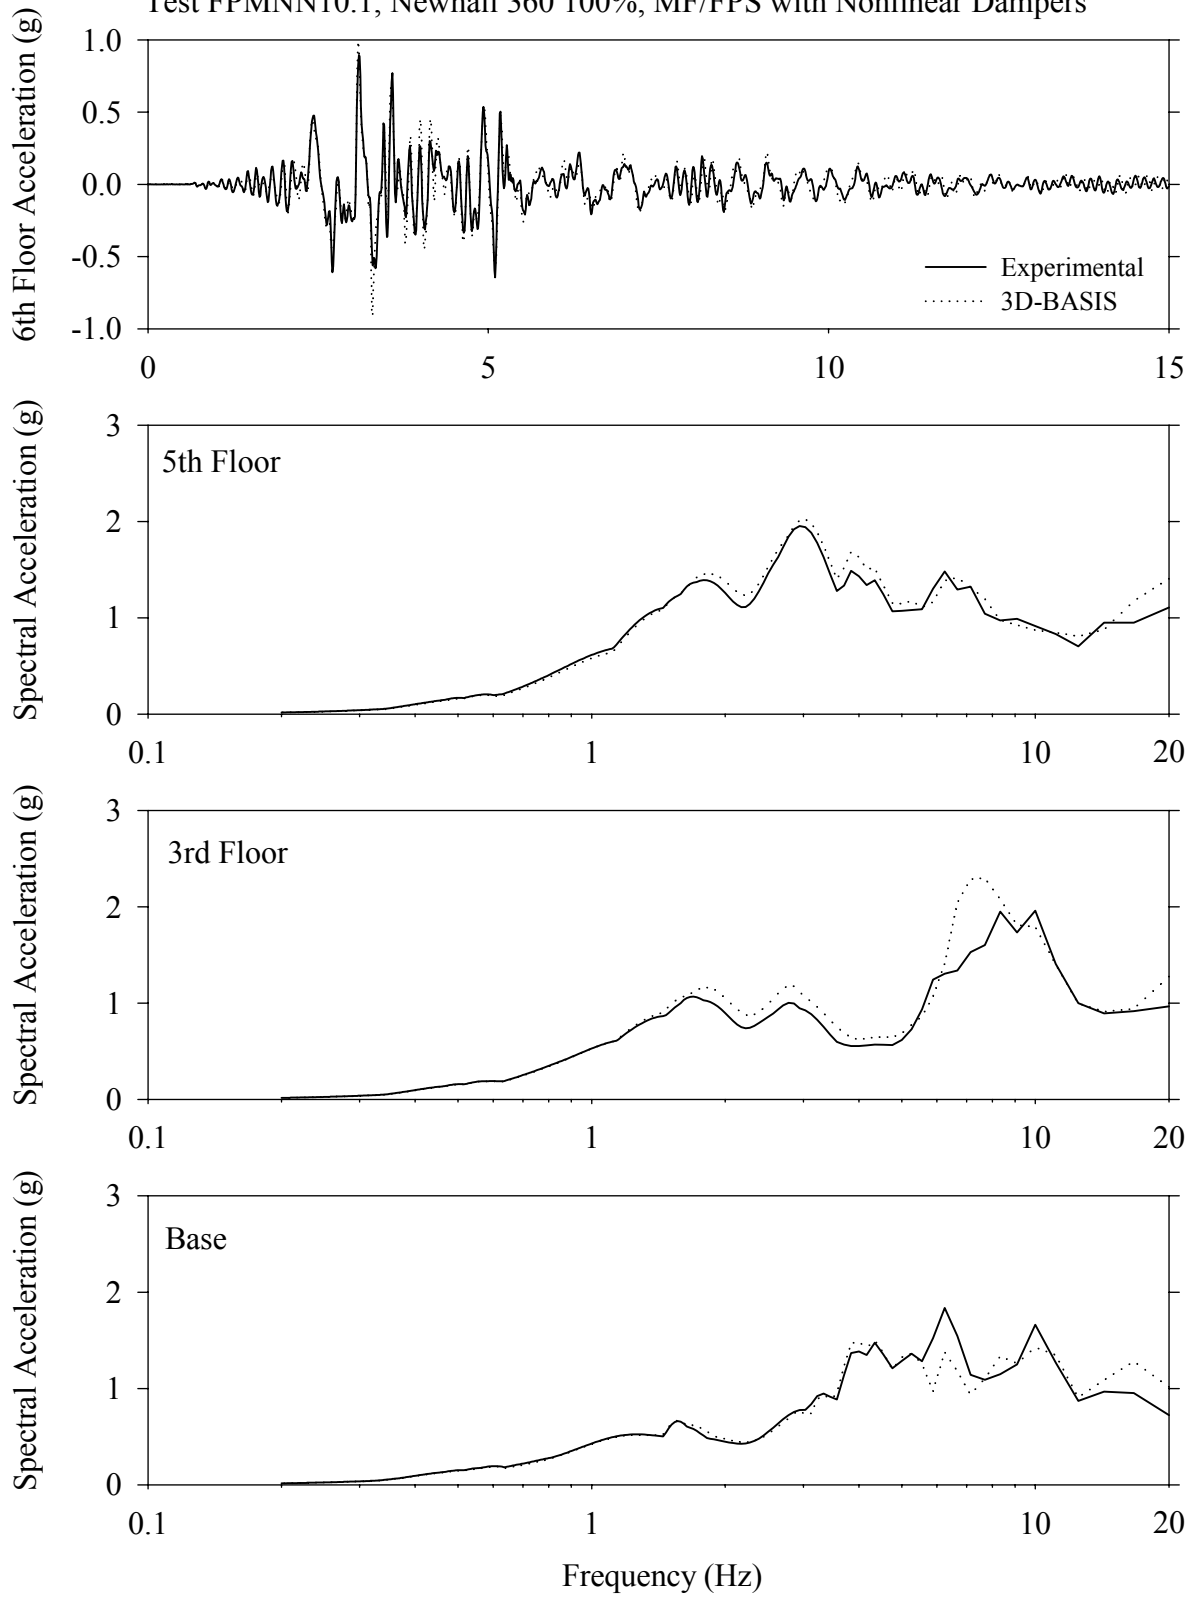 Test FPMNN10.1, Newhall 360 100%, MF/FPS with Nonlinear Dampers
6th Floor Acceleration (g)
1.0
0.5
0.0
-0.5
-1.0
Experimental
3D-BASIS
0 5 10 15
Spectral Acceleration (g)
3
5th Floor
2
1
0
0.1 1 10 20
Spectral Acceleration (g)
3
3rd Floor
2
1
0
0.1 1 10 20
Spectral Acceleration (g)
3
Base
2
1
0
0.1 1 10 20
Frequency (Hz)